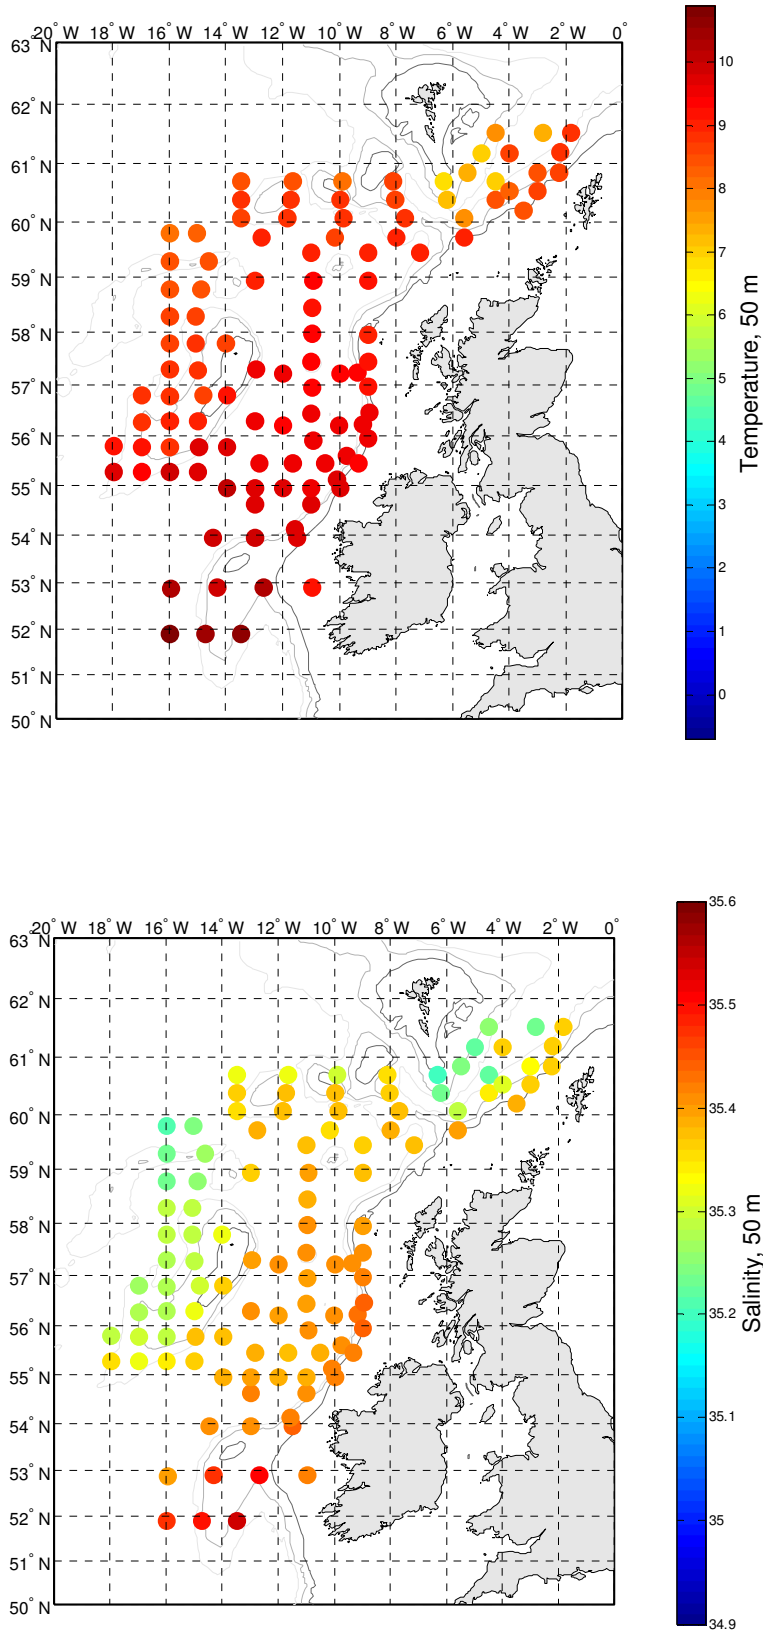 20° W 18° W 16° W 14° W 12° W 10° W 8° W 6° W 4° W 2° W 0°
63° N
62° N
61° N
60° N
59° N
58° N
57° N
56° N
55° N
54° N
53° N
52° N
51° N
50° N
10
9
8
7
6
5
4
3
2
1
0
Temperature, 50 m
20° W 18° W 16° W 14° W 12° W 10° W 8° W 6° W 4° W 2° W 0°
63° N
62° N
61° N
60° N
59° N
58° N
57° N
56° N
55° N
54° N
53° N
52° N
51° N
50° N
35.6
35.5
35.4
35.3
35.2
35.1
35
34.9
Salinity, 50 m